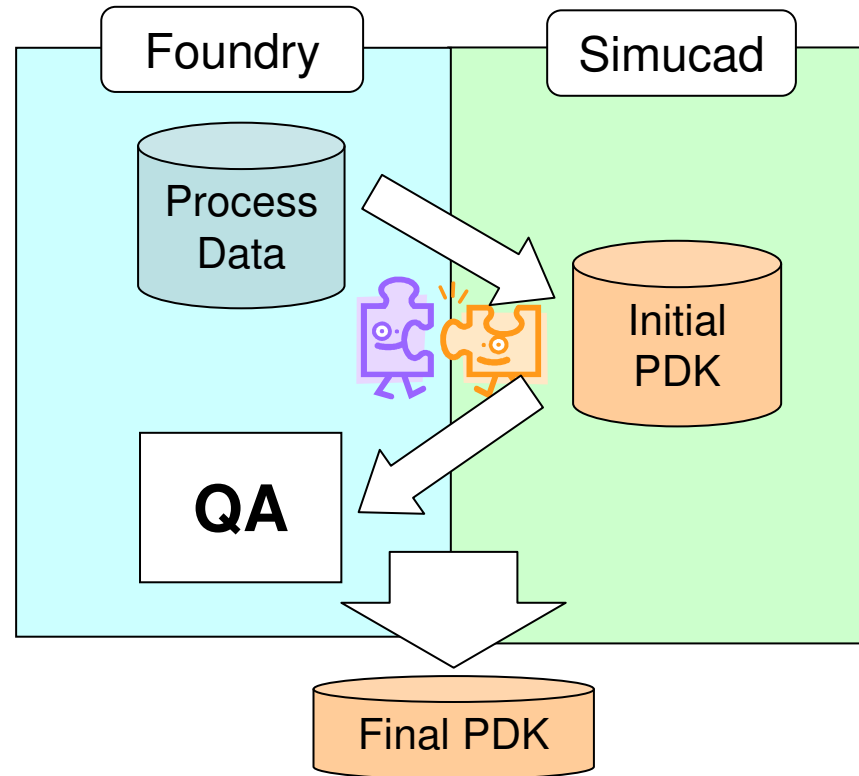 Foundry
Simucad
Process
Data
Initial
PDK
QA
Final PDK